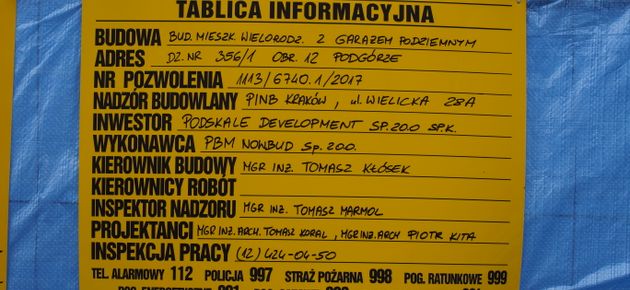 TABLICA INFORMACYJNA
BUDOWA BUD. MIESZK. WIELORODZ. Z GARAŻEM PODZIEMNYM
ADRES DZ. NR 356/1 OBR. 12 PODGÓRZE
NR POZWOLENIA 1113/6740.1/2017
NADZÓR BUDOWLANY PINB KRAKÓW, ul. WIELICKA 28A
INWESTOR PODSKALE DEVELOPMENT SP. Z O.O SP.K.
WYKONAWCA PBM NOWBUD Sp. Z O.O.
KIEROWNIK BUDOWY MGR INŻ. TOMASZ KŁÓSEK
KIEROWNICY ROBÓT
INSPEKTOR NADZORU MGR INŻ. TOMASZ MARMOL
PROJEKTANCI MGR INŻ. ARCH. TOMASZ KORAL, MGR INŻ. ARCH PIOTR KITA
INSPEKCJA PRACY (12) 424-04-50
TEL. ALARMOWY 112 POLICJA 997 STRAŻ POŻARNA 998 POG. RATUNKOWE 999